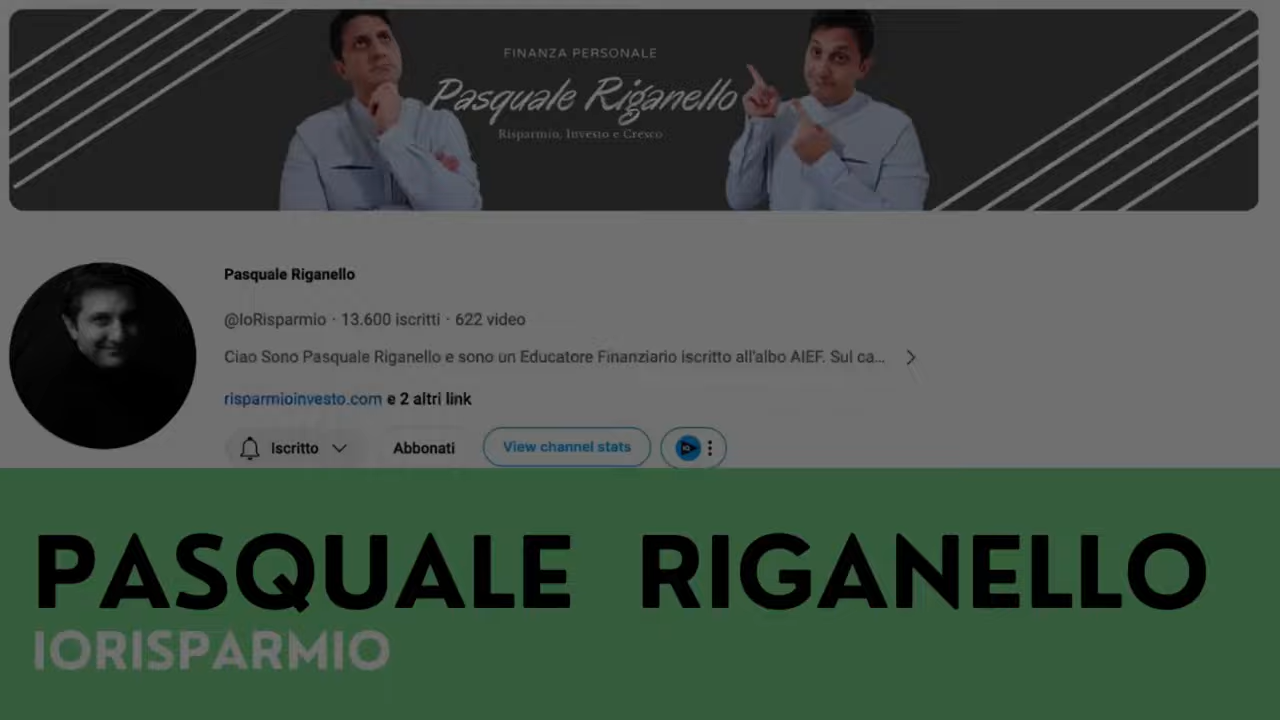 FINANZA PERSONALE
Pasquale Riganello
Risparmio, Investo e Cresco
Pasquale Riganello
@IoRisparmio · 13.600 iscritti · 622 video
Ciao Sono Pasquale Riganello e sono un Educatore Finanziario iscritto all'albo AIEF. Sul ca...
risparmioinvesto.com e 2 altri link
Iscritto Abbonati View channel stats
PASQUALE RIGANELLO
IORISPARMIO